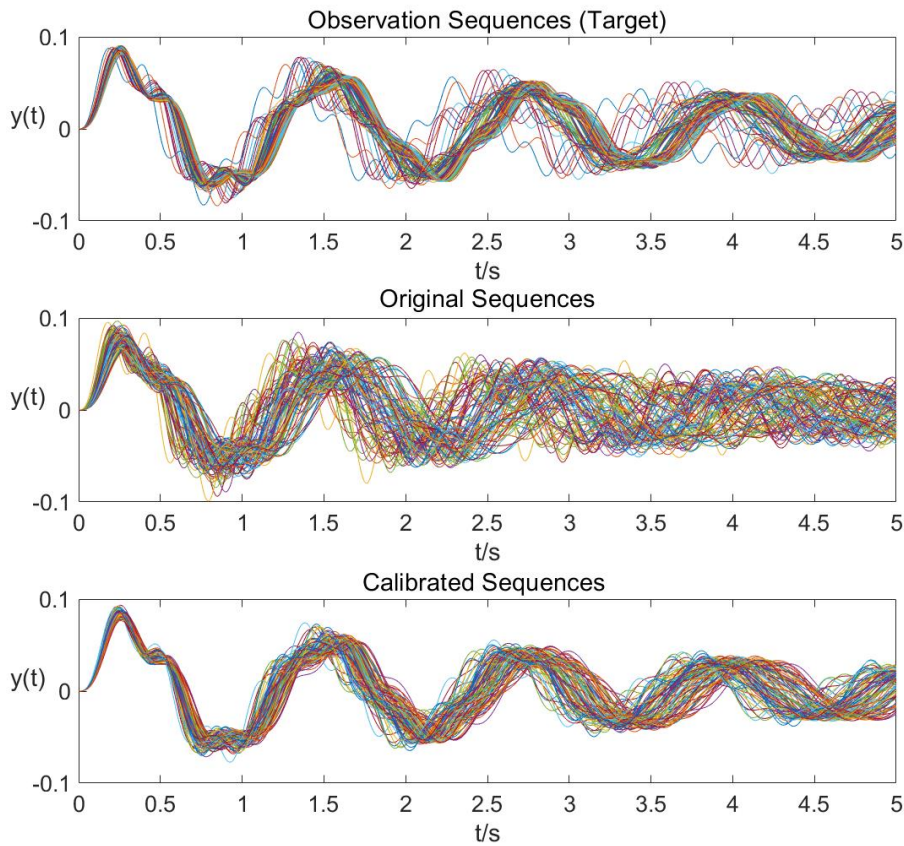 Observation Sequences (Target)
0.1
y(t)
0
-0.1
0 0.5 1 1.5 2 2.5 3 3.5 4 4.5 5
t/s
Original Sequences
0.1
y(t)
0
-0.1
0 0.5 1 1.5 2 2.5 3 3.5 4 4.5 5
t/s
Calibrated Sequences
0.1
y(t)
0
-0.1
0 0.5 1 1.5 2 2.5 3 3.5 4 4.5 5
t/s